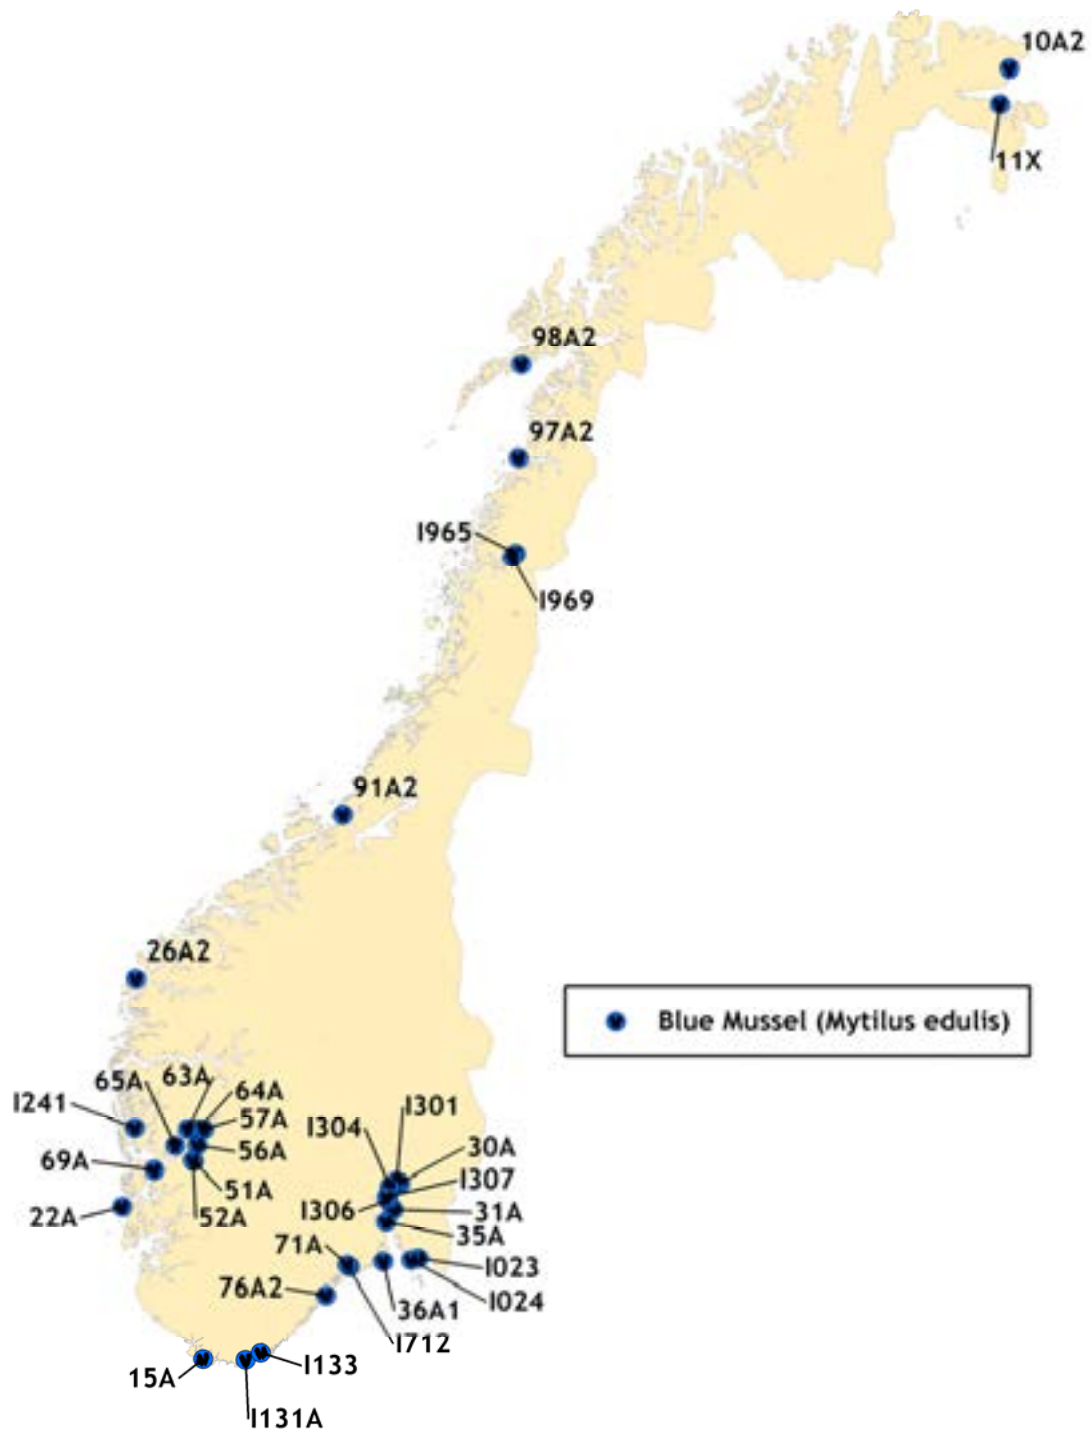 10A2
11X
98A2
97A2
I965
I969
91A2
26A2
Blue Mussel (Mytilus edulis)
65A
63A
64A
I241
57A
56A
69A
51A
22A
52A
I301
I304
30A
I307
I306
31A
35A
71A
I023
76A2
I024
36A1
I712
I133
15A
I131A